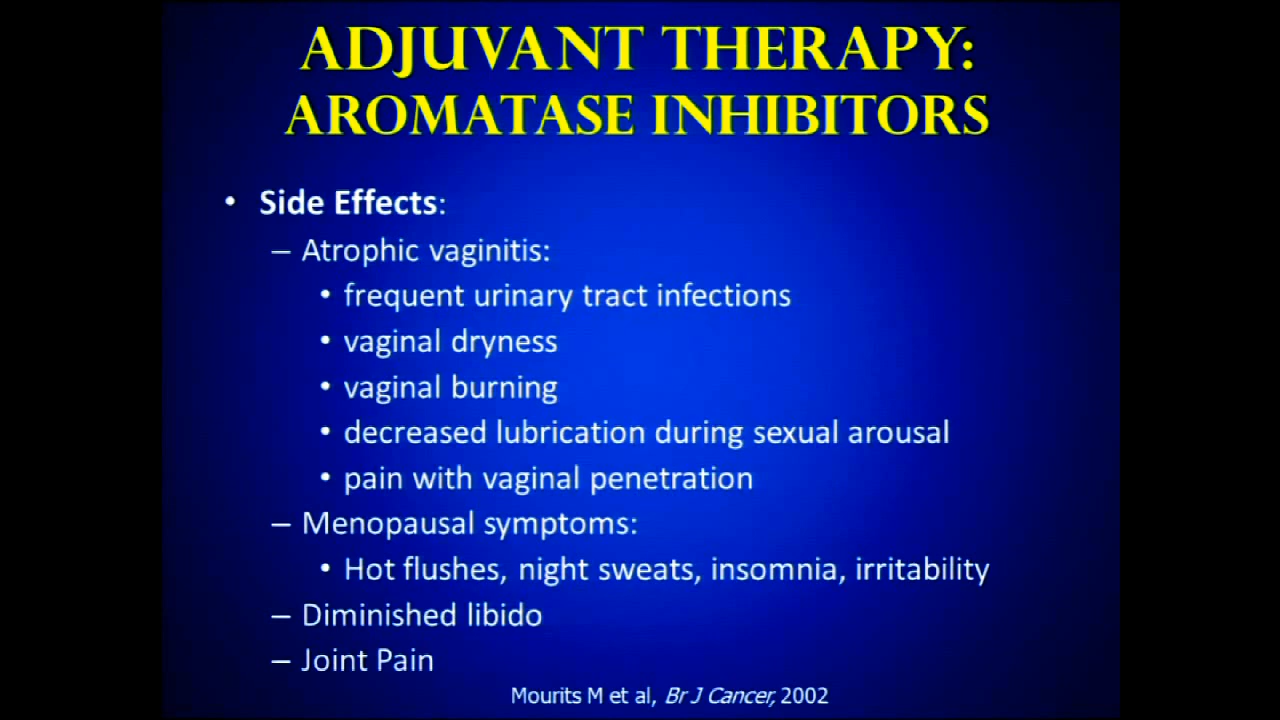 ADJUVANT THERAPY:
AROMATASE INHIBITORS
• Side Effects:
– Atrophic vaginitis:
• frequent urinary tract infections
• vaginal dryness
• vaginal burning
• decreased lubrication during sexual arousal
• pain with vaginal penetration
– Menopausal symptoms:
• Hot flushes, night sweats, insomnia, irritability
– Diminished libido
– Joint Pain
Mourits M et al, Br J Cancer, 2002